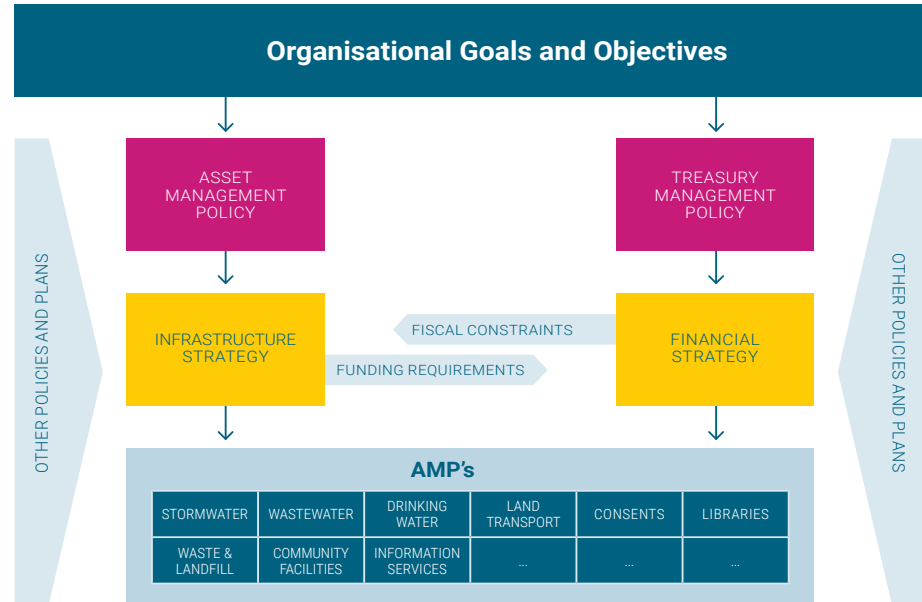 Organisational Goals and Objectives
ASSET
MANAGEMENT
POLICY
TREASURY
MANAGEMENT
POLICY
OTHER POLICIES AND PLANS
OTHER POLICIES AND PLANS
INFRASTRUCTURE
STRATEGY
FISCAL CONSTRAINTS
FUNDING REQUIREMENTS
FINANCIAL
STRATEGY
AMP's
STORMWATER
WASTEWATER
DRINKING
WATER
LAND
TRANSPORT
CONSENTS
LIBRARIES
WASTE &
LANDFILL
COMMUNITY
FACILITIES
INFORMATION
SERVICES
...
...
...